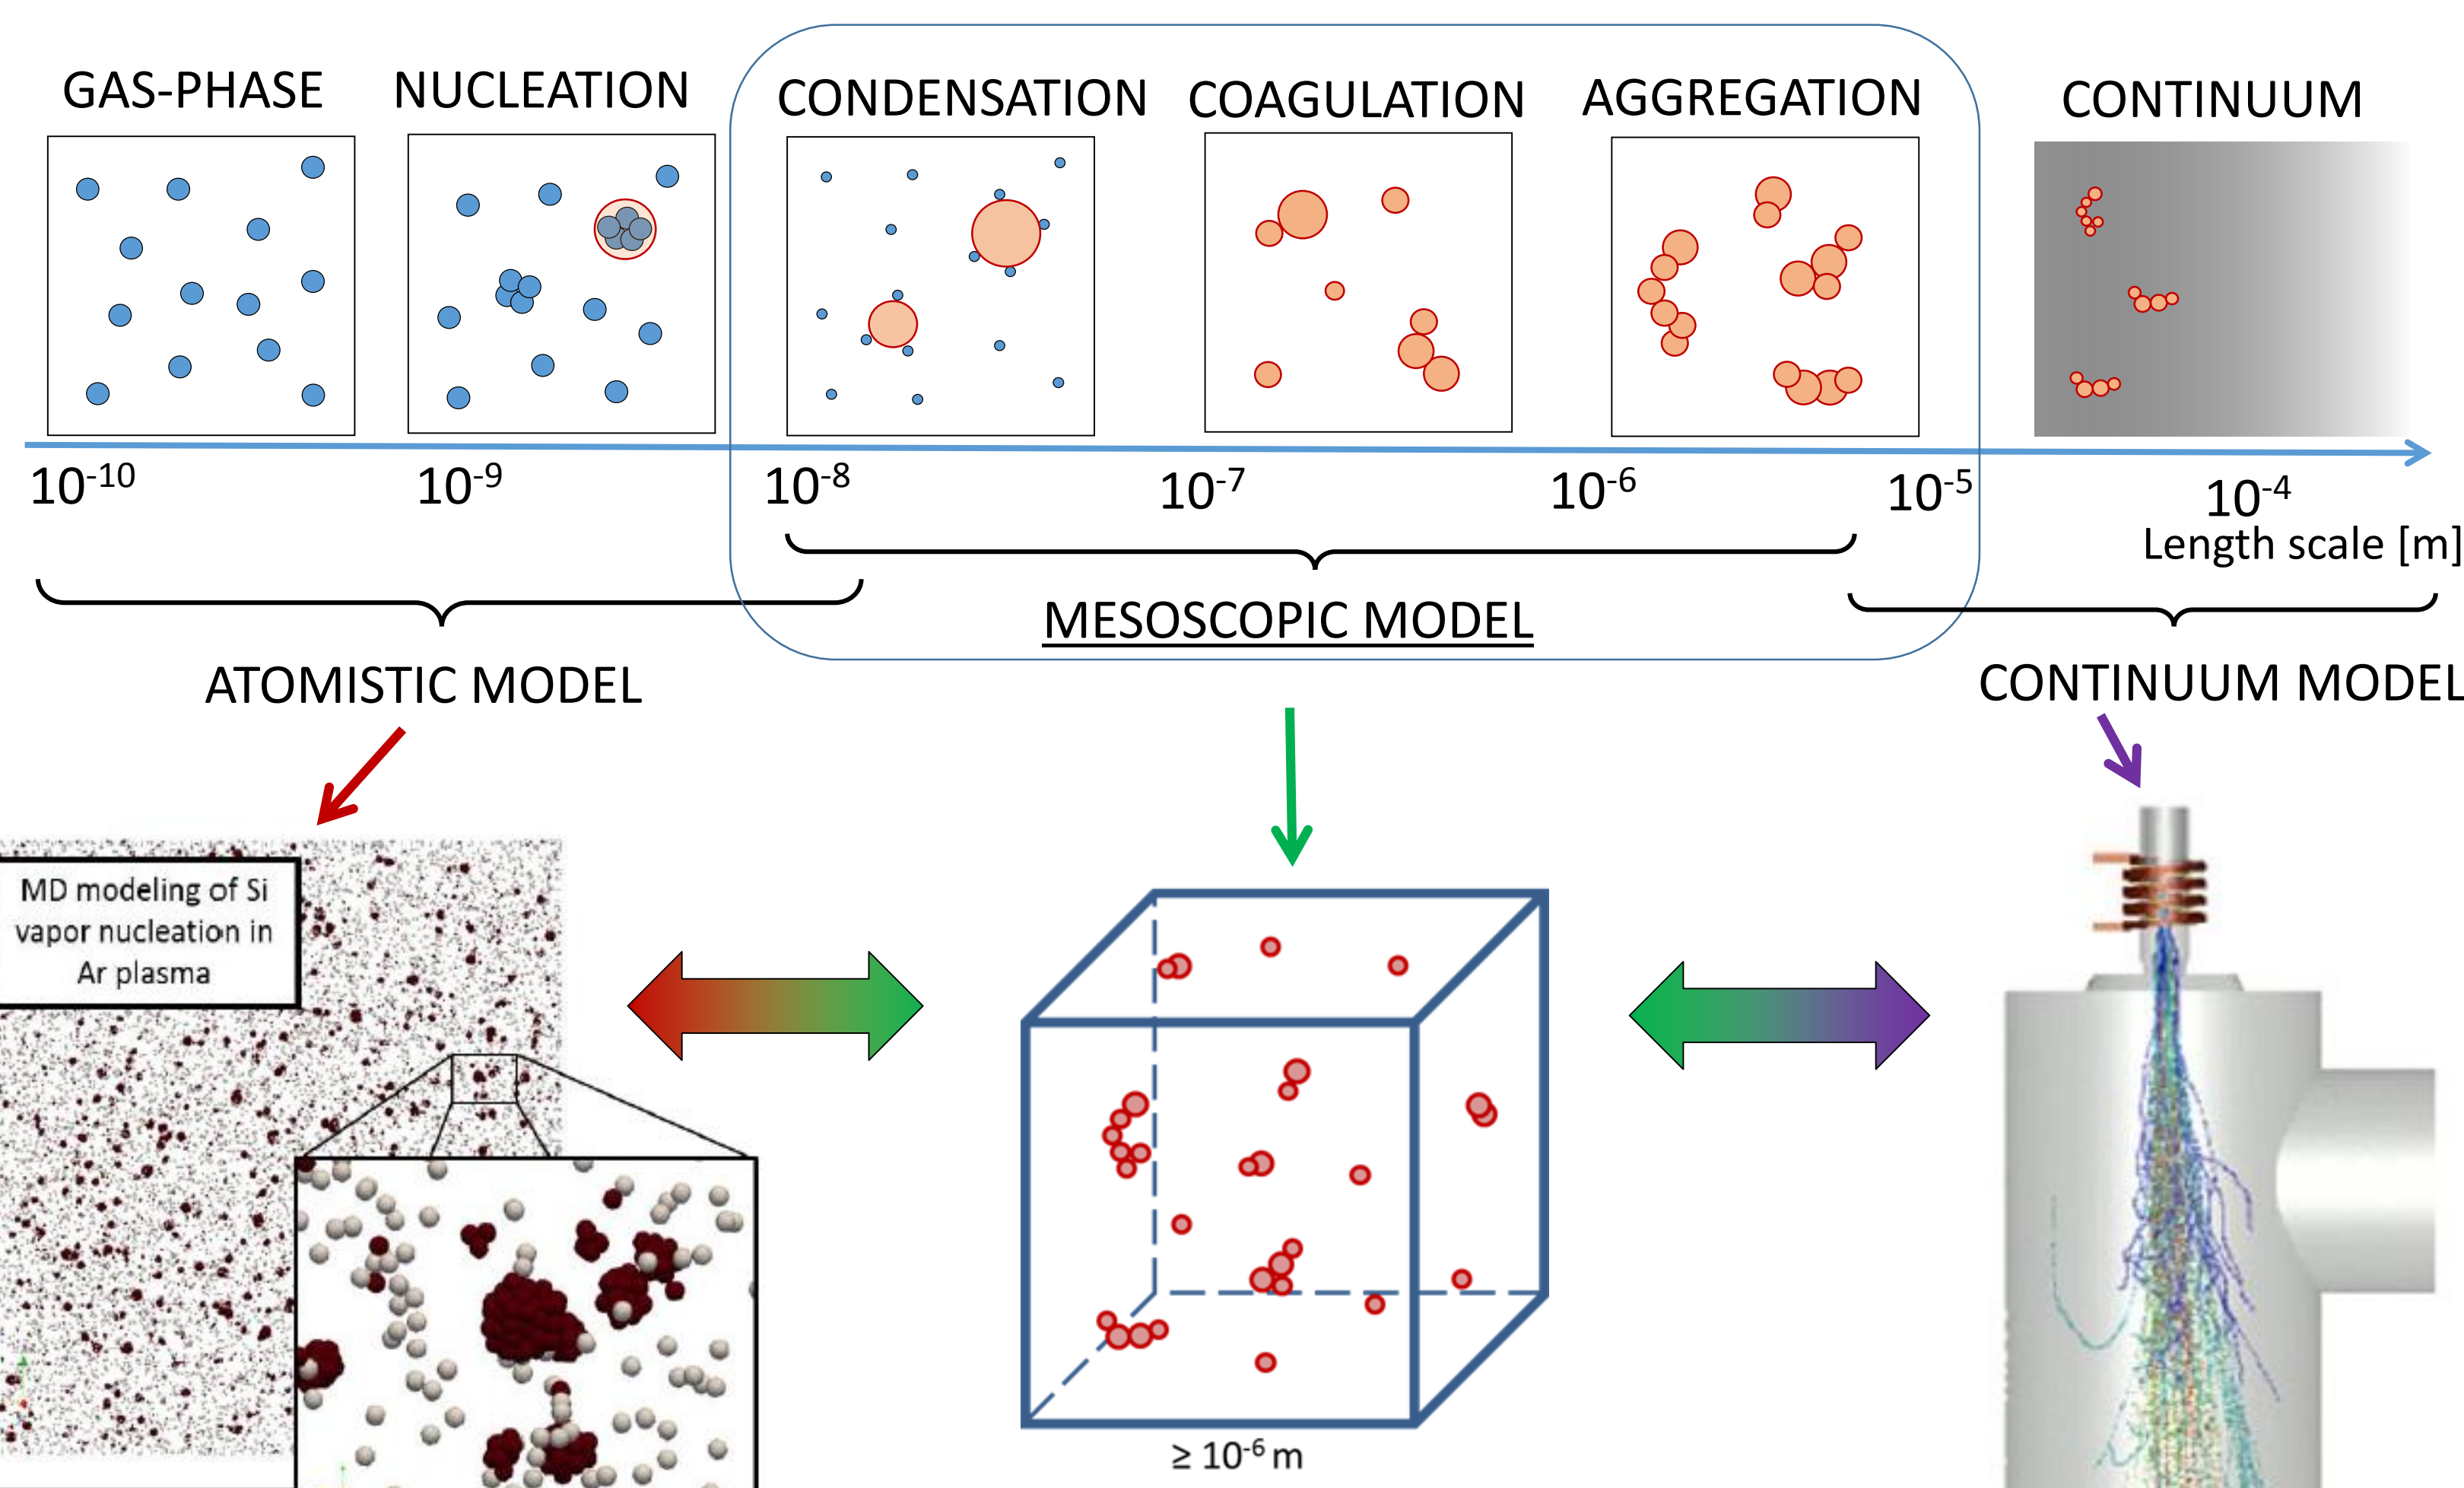 GAS-PHASE
NUCLEATION
CONDENSATION
COAGULATION
AGGREGATION
CONTINUUM
10⁻¹⁰
10⁻⁹
10⁻⁸
10⁻⁷
10⁻⁶
10⁻⁵
10⁻⁴
Length scale [m]
MESOSCOPIC MODEL
ATOMISTIC MODEL
CONTINUUM MODEL
MD modeling of Si
vapor nucleation in
Ar plasma
≥ 10⁻⁶ m